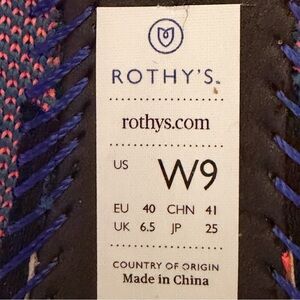 ROTHY'S.
rothys.com
US W9
EU 40 CHN 41
UK 6.5 JP 25
COUNTRY OF ORIGIN
Made in China